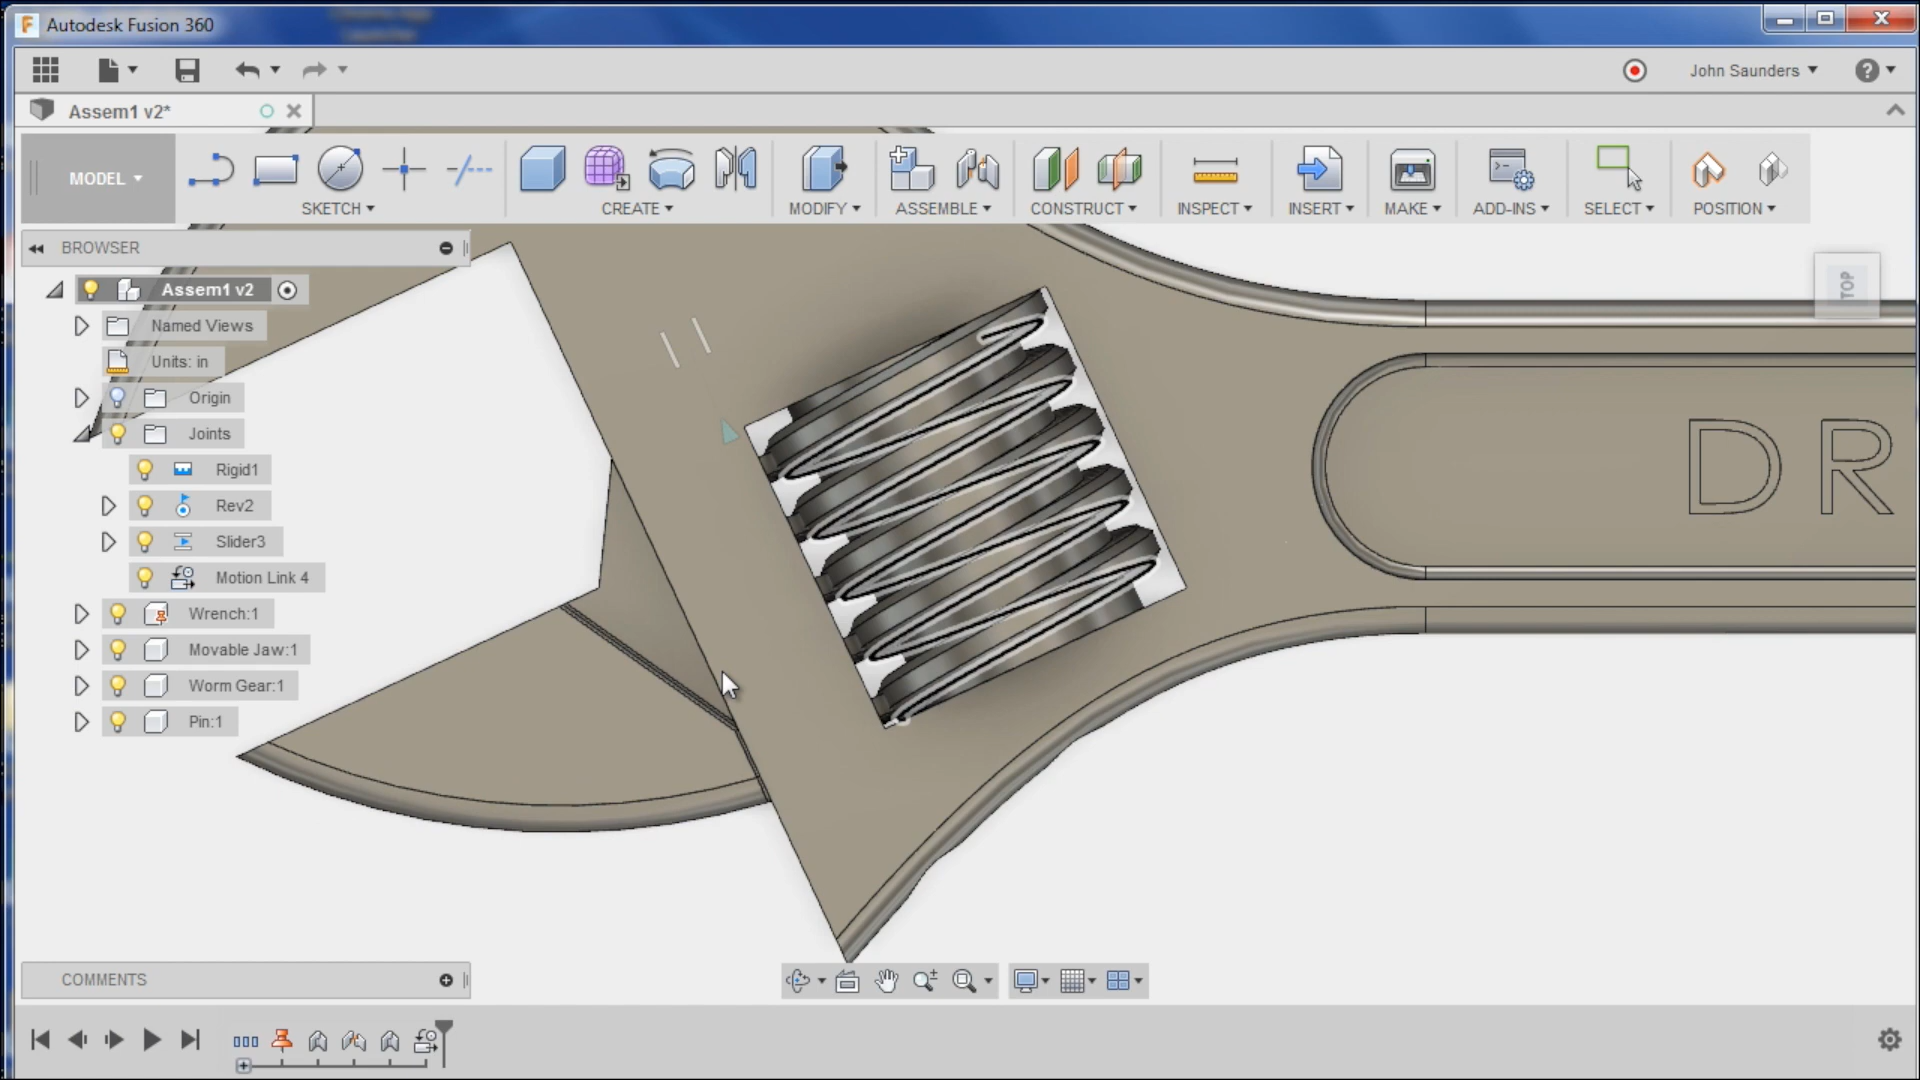 Autodesk Fusion 360
John Saunders
Assem1 v2*
MODEL
SKETCH
CREATE
MODIFY
ASSEMBLE
CONSTRUCT
INSPECT
INSERT
MAKE
ADD-INS
SELECT
POSITION
BROWSER
TOP
Assem1 v2
Named Views
Units: in
Origin
Joints
Rigid1
Rev2
Slider3
Motion Link 4
Wrench:1
Movable Jaw:1
Worm Gear:1
Pin:1
DR
COMMENTS